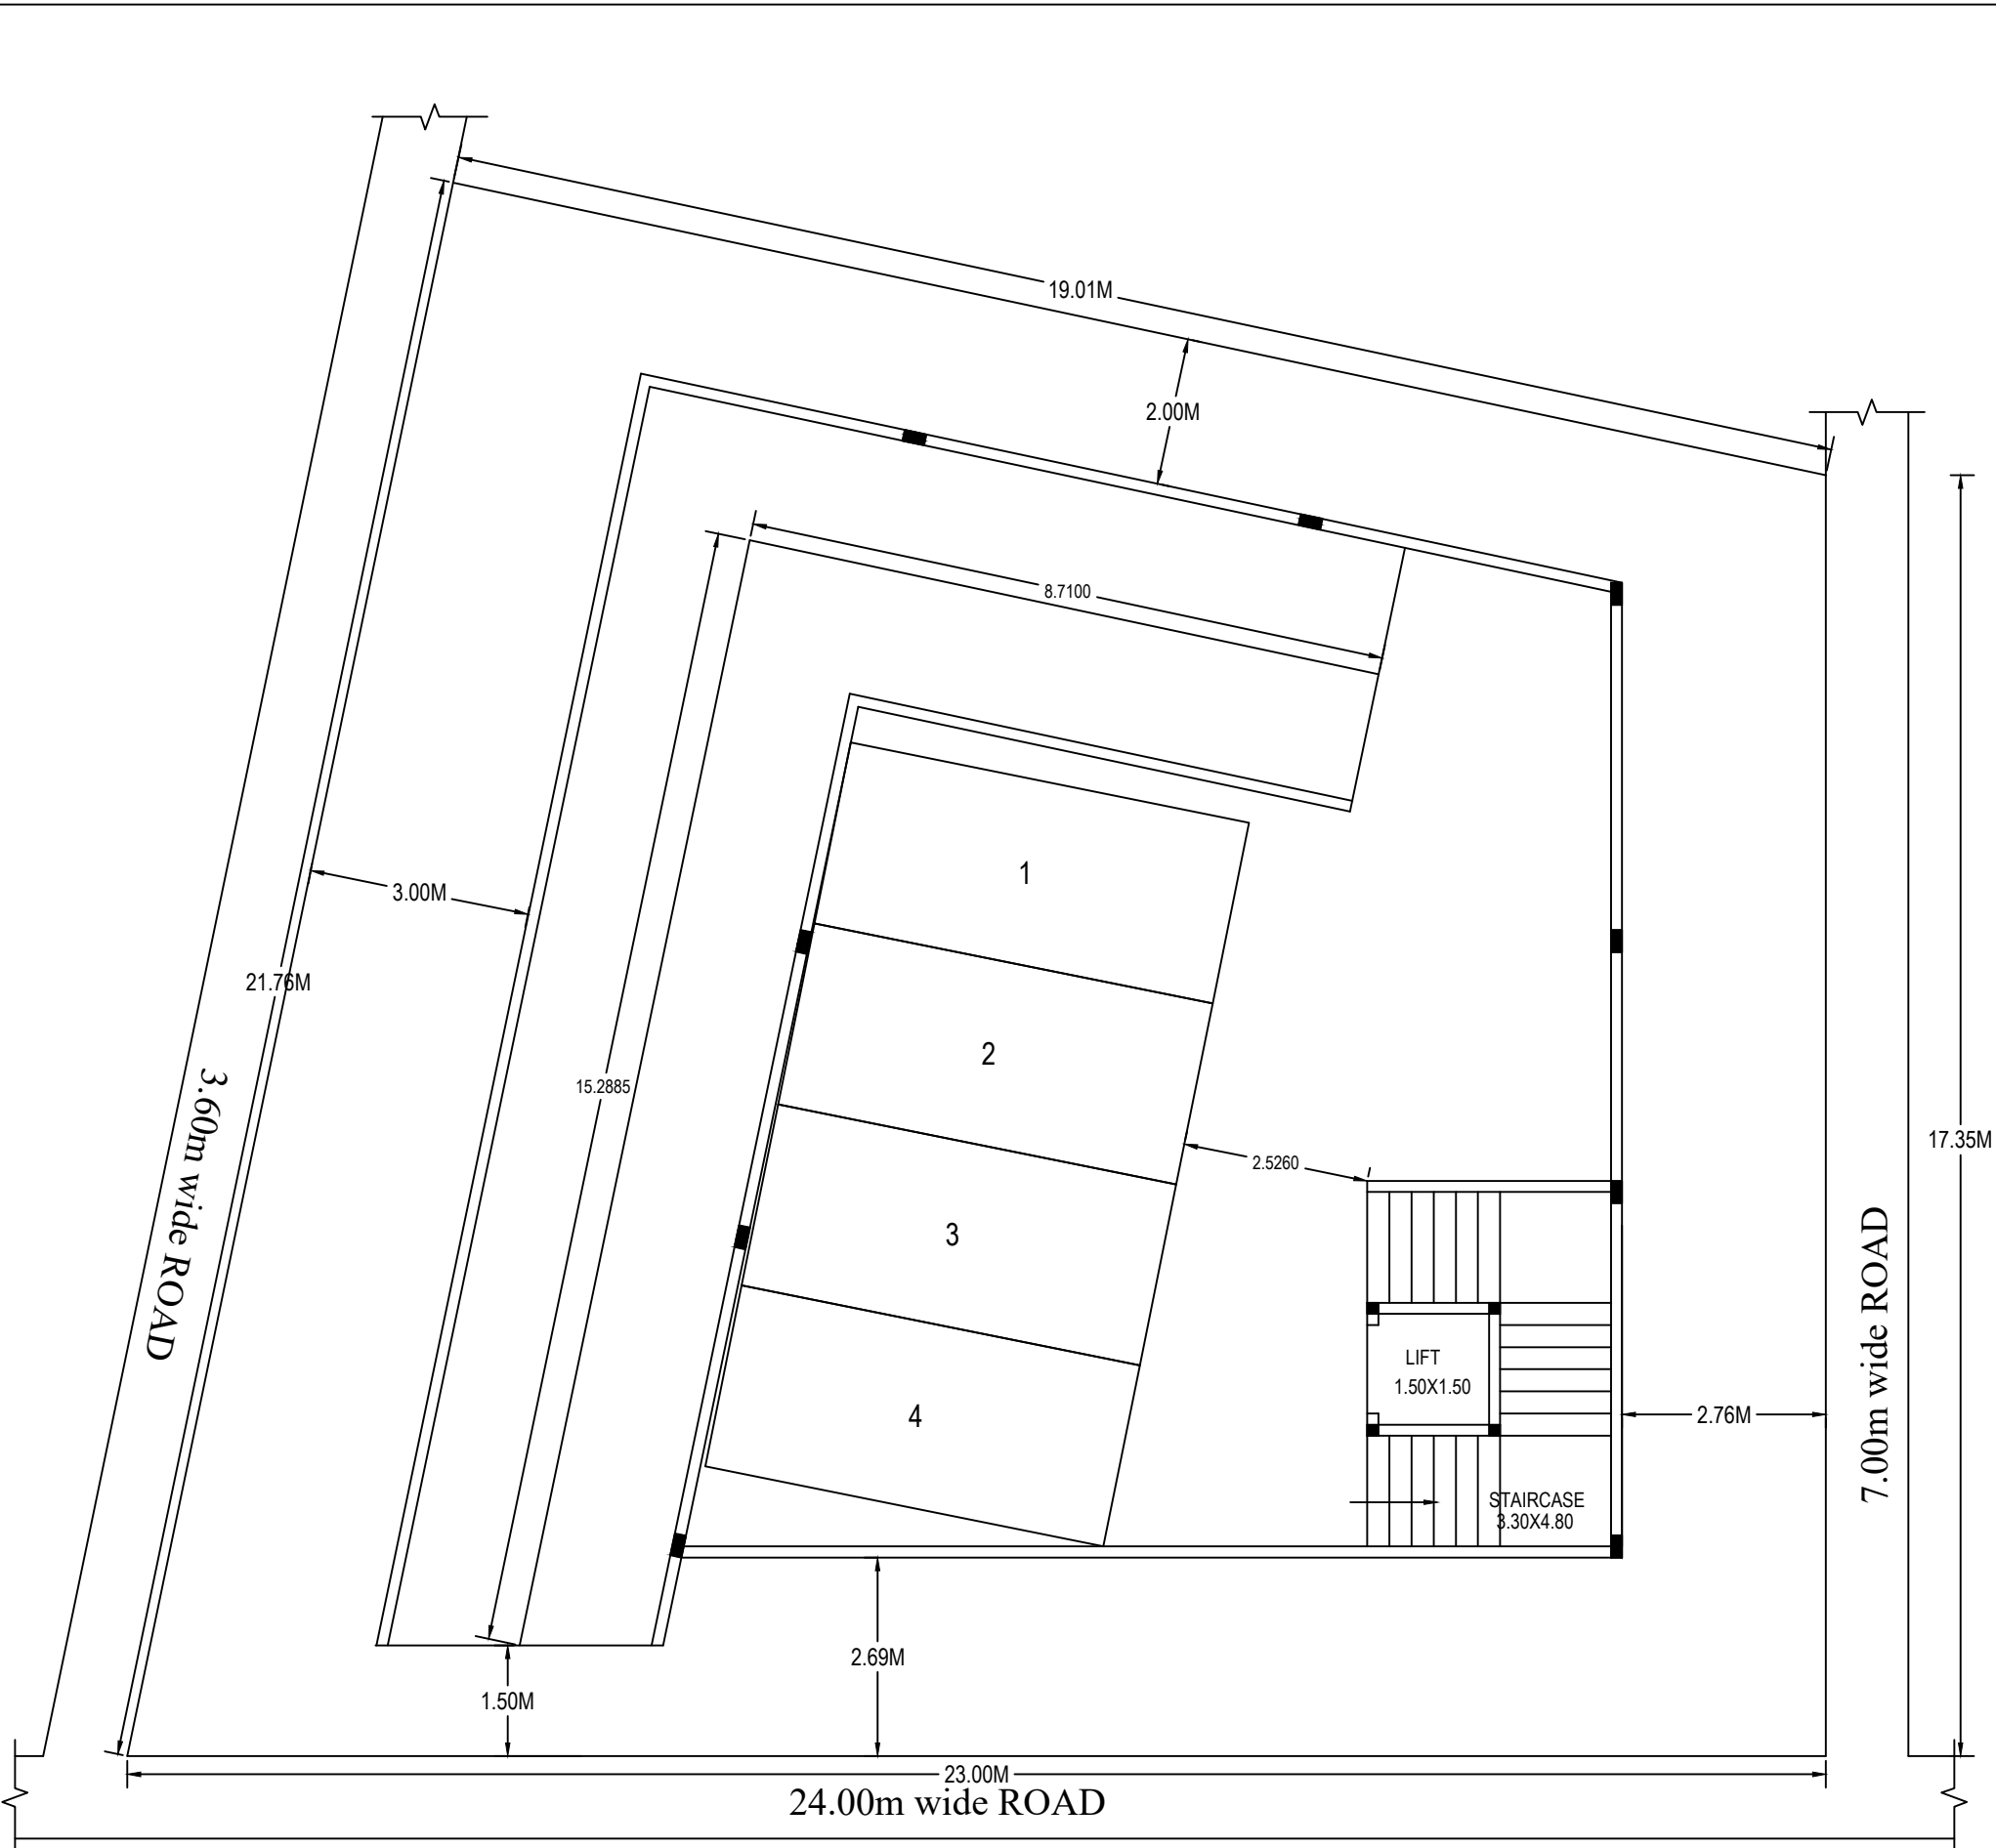 19.01M
2.00M
8.7100
1
3.00M
21.76M
2
15.2885
3.60m wide ROAD
2.5260
17.35M
3
7.00m wide ROAD
LIFT
1.50X1.50
4
2.76M
STAIRCASE
3.30X4.80
2.69M
1.50M
23.00M
24.00m wide ROAD